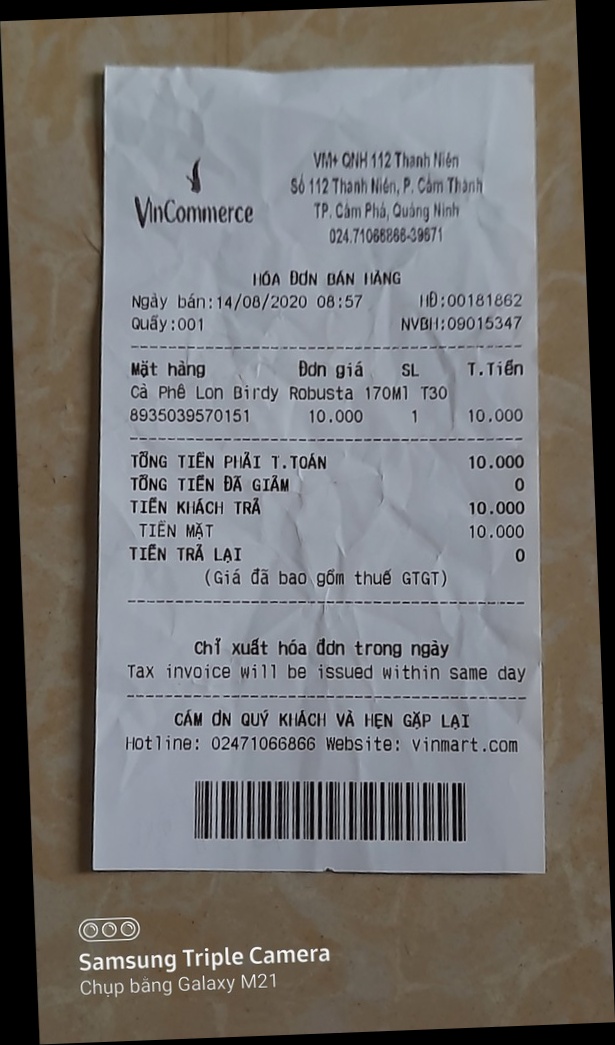 VinCommerce
VM+ QNH 112 Thanh Niên
Số 112 Thanh Niên, P. Cẩm Thành
TP. Cẩm Phả, Quảng Ninh
024.71066866-39671
HÓA ĐƠN BÁN HÀNG
Ngày bán:14/08/2020 08:57 HĐ:00181862
Quầy:001 NVBH:09015347
Mặt hàng Đơn giá SL T.Tiền
Cà Phê Lon Birdy Robusta 170Ml T30
8935039570151 10.000 1 10.000
TỔNG TIỀN PHẢI T.TOÁN 10.000
TỔNG TIỀN ĐÃ GIẢM 0
TIỀN KHÁCH TRẢ 10.000
TIỀN MẶT 10.000
TIỀN TRẢ LẠI 0
(Giá đã bao gồm thuế GTGT)
Chỉ xuất hóa đơn trong ngày
Tax invoice will be issued within same day
CẢM ƠN QUÝ KHÁCH VÀ HẸN GẶP LẠI
Hotline: 02471066866 Website: vinmart.com
Samsung Triple Camera
Chụp bằng Galaxy M21